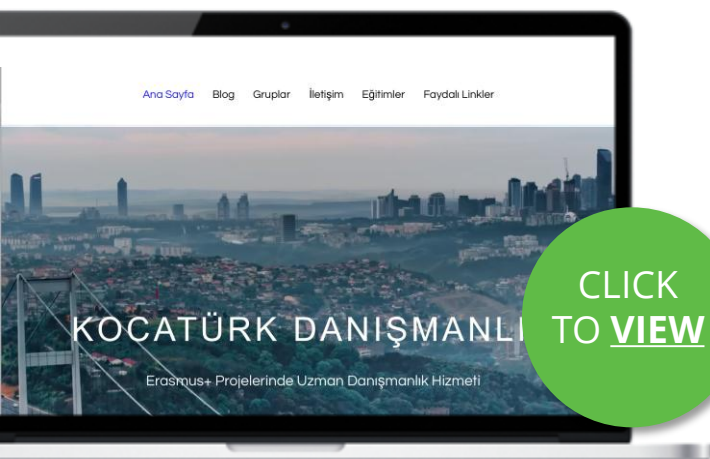 Ana Sayfa Blog Gruplar İletişim Eğitimler Faydalı Linkler
KOCATÜRK DANIŞMANLI
Erasmus+ Projelerinde Uzman Danışmanlık Hizmeti
CLICK
TO VIEW